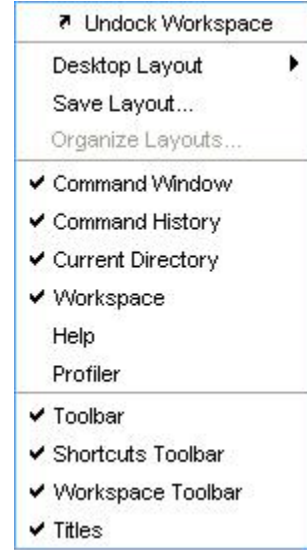 Undock Workspace
Desktop Layout
Save Layout...
Organize Layouts...
Command Window
Command History
Current Directory
Workspace
Help
Profiler
Toolbar
Shortcuts Toolbar
Workspace Toolbar
Titles